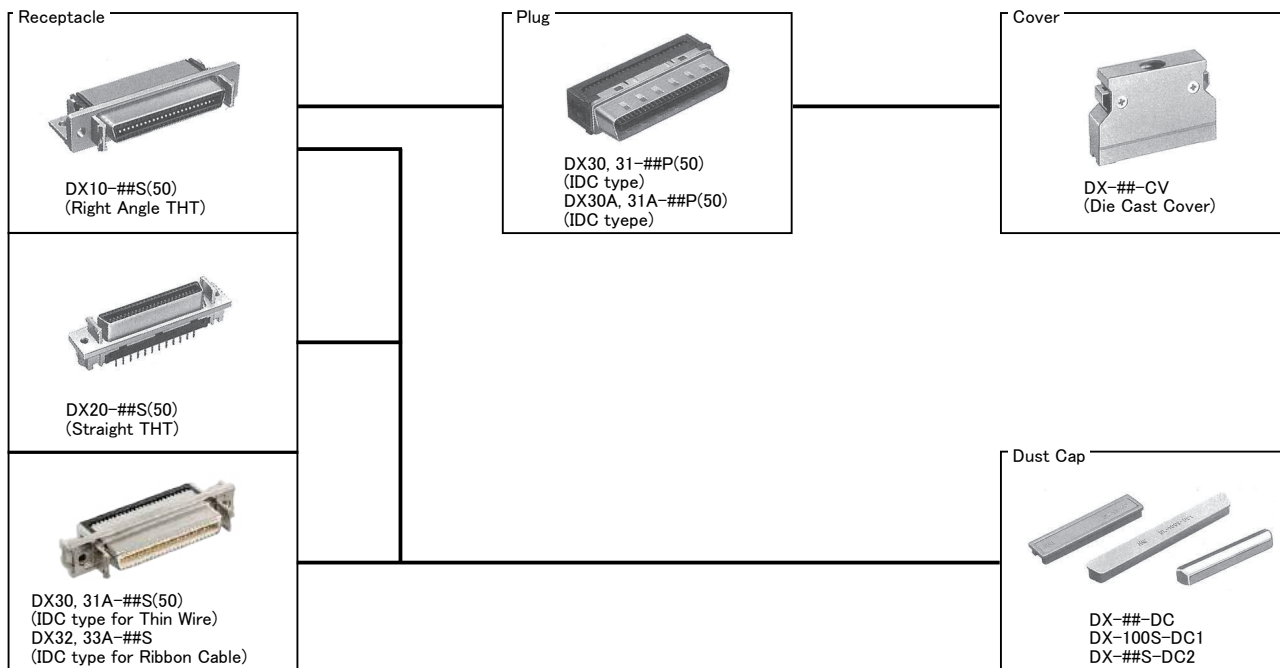 Receptacle
DX10-##S(50)
(Right Angle THT)
DX20-##S(50)
(Straight THT)
DX30, 31A-##S(50)
(IDC type for Thin Wire)
DX32, 33A-##S
(IDC type for Ribbon Cable)
Plug
DX30, 31-##P(50)
(IDC type)
DX30A, 31A-##P(50)
(IDC tyepe)
Cover
DX-##-CV
(Die Cast Cover)
Dust Cap
DX-##-DC
DX-100S-DC1
DX-##S-DC2